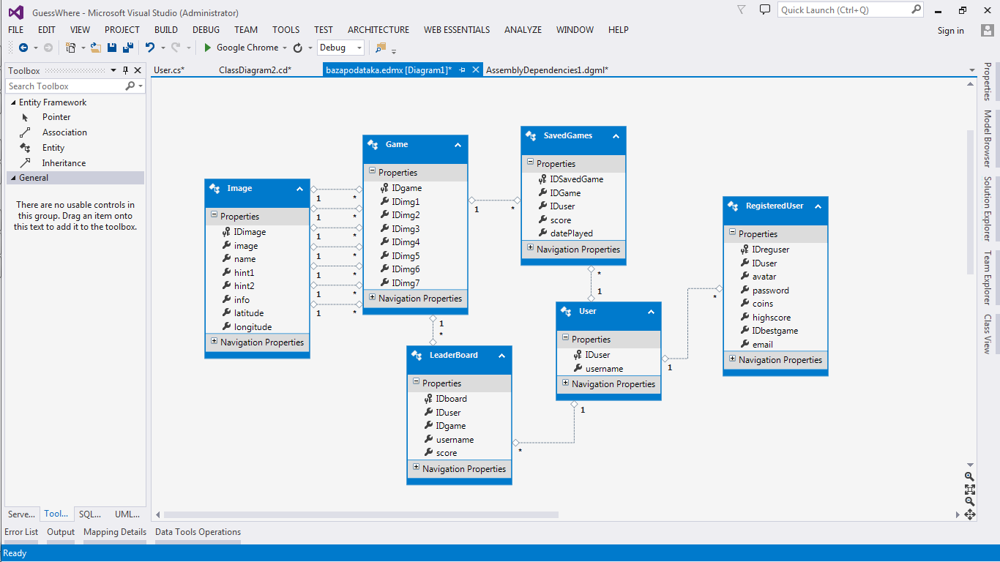 GuessWhere - Microsoft Visual Studio (Administrator)
Quick Launch (Ctrl+Q)
FILE EDIT VIEW PROJECT BUILD DEBUG TEAM TOOLS TEST ARCHITECTURE WEB ESSENTIALS ANALYZE WINDOW HELP
Sign in
Google Chrome
Debug
Toolbox
Search Toolbox
Entity Framework
Pointer
Association
Entity
Inheritance
General
There are no usable controls in
this group. Drag an item onto
this text to add it to the toolbox.
User.cs*
ClassDiagram2.cd*
bazapodataka.edmx [Diagram1]*
AssemblyDependencies1.dgml*
Image
Properties
IDimage
image
name
hint1
hint2
info
latitude
longitude
Navigation Properties
1 *
1 *
1 *
1 *
1 *
1 *
1 *
Game
Properties
IDgame
IDimg1
IDimg2
IDimg3
IDimg4
IDimg5
IDimg6
IDimg7
Navigation Properties
1 *
1
*
SavedGames
Properties
IDSavedGame
IDGame
IDuser
score
datePlayed
Navigation Properties
*
1
LeaderBoard
Properties
IDboard
IDuser
IDgame
username
score
Navigation Properties
User
Properties
IDuser
username
Navigation Properties
1
*
1
*
RegisteredUser
Properties
IDreguser
IDuser
avatar
password
coins
highscore
IDbestgame
email
Navigation Properties
Properties
Model Browser
Solution Explorer
Team Explorer
Class View
Serve... Tool... SQL... UML...
Error List Output Mapping Details Data Tools Operations
Ready